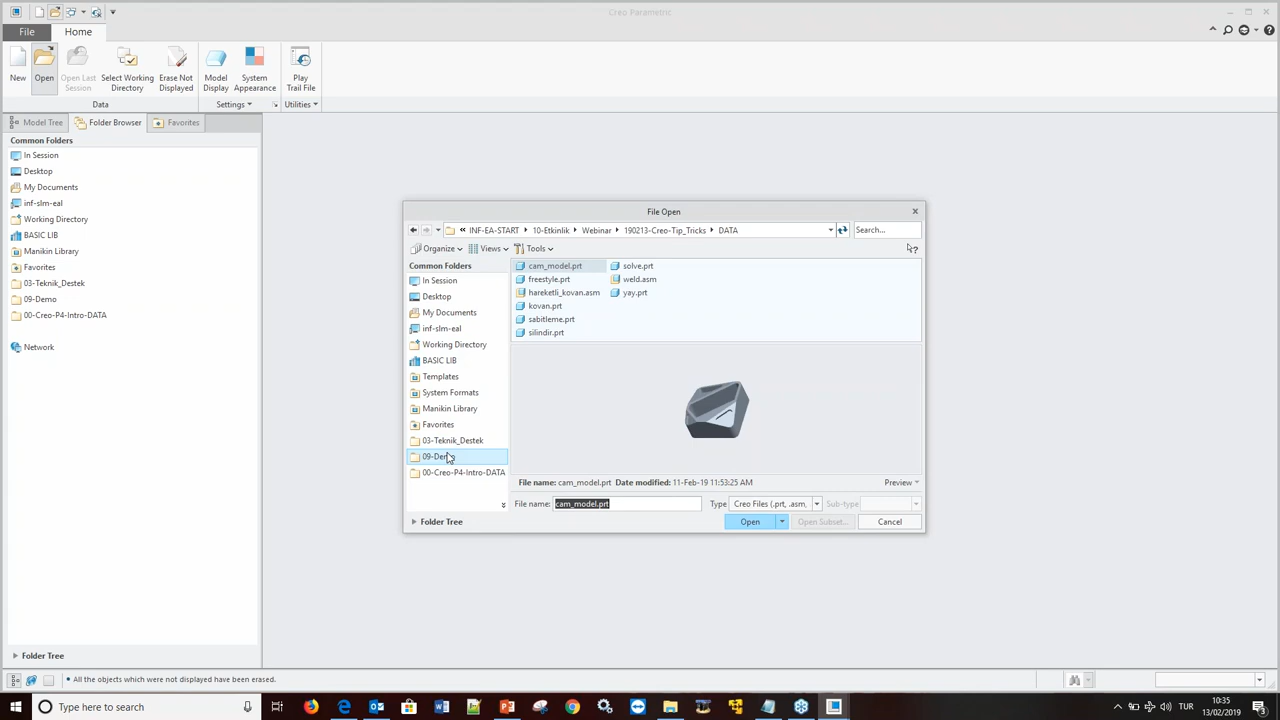 Creo Parametric
File
Home
New
Open
Open Last Session
Select Working Directory
Erase Not Displayed
Model Display
System Appearance
Play Trail File
Data
Settings
Utilities
Model Tree
Folder Browser
Favorites
Common Folders
In Session
Desktop
My Documents
inf-slm-eal
Working Directory
BASIC LIB
Manikin Library
Favorites
03-Teknik_Destek
09-Demo
00-Creo-P4-Intro-DATA
Network
Folder Tree
File Open
« INF-EA-START 10-Etkinlik Webinar 190213-Creo-Tip_Tricks DATA
Search...
Organize Views Tools
Common Folders
In Session
Desktop
My Documents
inf-slm-eal
Working Directory
BASIC LIB
Templates
System Formats
Manikin Library
Favorites
03-Teknik_Destek
09-Demo
00-Creo-P4-Intro-DATA
Folder Tree
cam_model.prt
freestyle.prt
hareketli_kovan.asm
kovan.prt
sabitleme.prt
silindir.prt
solve.prt
weld.asm
yay.prt
File name: cam_model.prt Date modified: 11-Feb-19 11:53:25 AM
Preview
File name: cam_model.prt
Type Creo Files (.prt, .asm,
Sub-type
Open
Open Subset...
Cancel
• All the objects which were not displayed have been erased.
Type here to search
TUR
10:35
13/02/2019